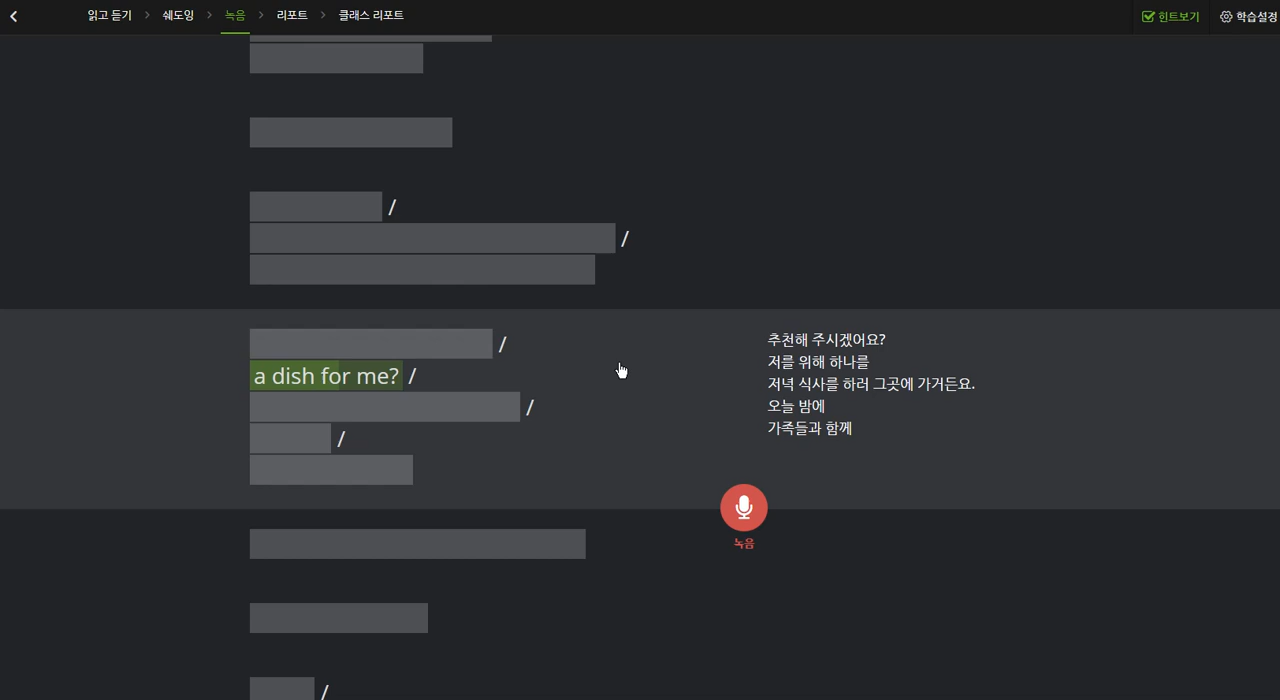 읽고 듣기 > 쉐도잉 > 녹음 > 리포트 > 클래스 리포트
힌트보기
학습설정
/
/
/
a dish for me? /
/
/
추천해 주시겠어요?
저를 위해 하나를
저녁 식사를 하러 그곳에 가거든요.
오늘 밤에
가족들과 함께
녹음
/